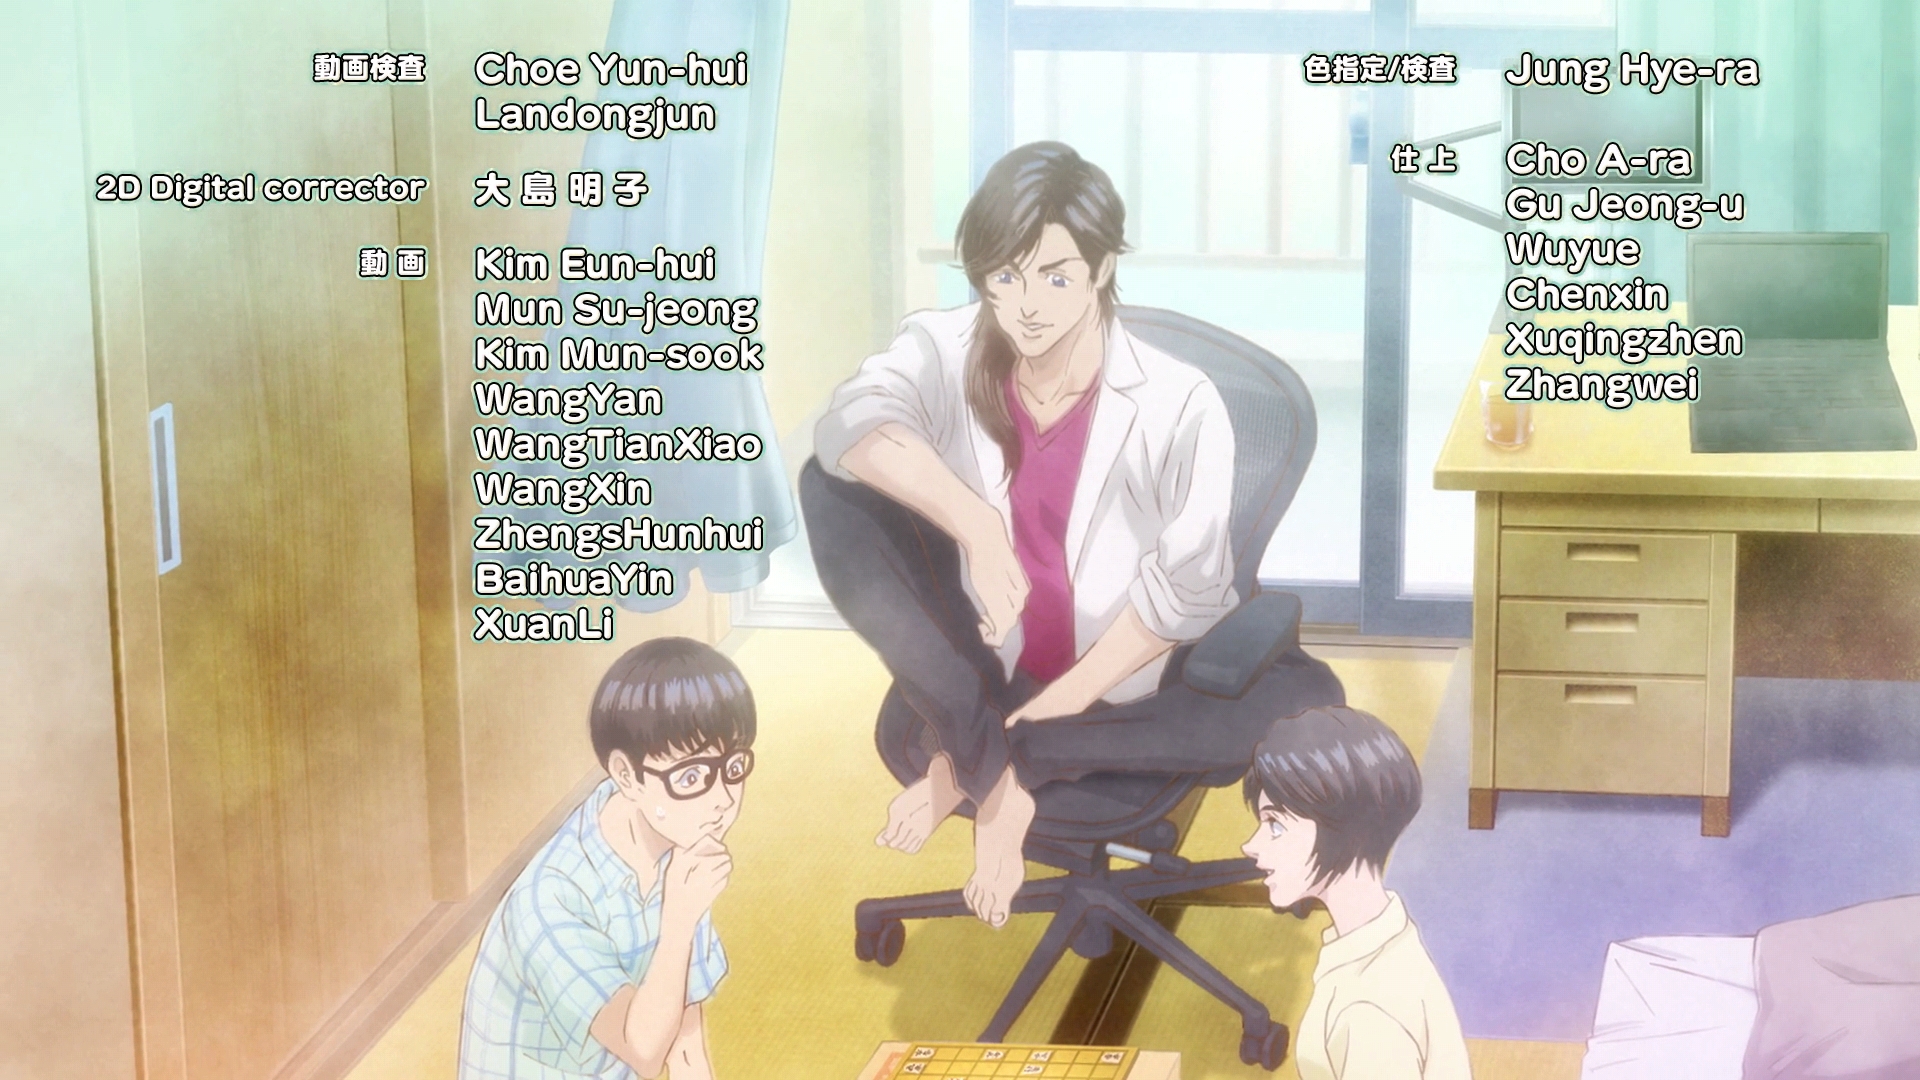 動画検査 Choe Yun-hui
Landongjun
2D Digital corrector 大島明子
動画 Kim Eun-hui
Mun Su-jeong
Kim Mun-sook
WangYan
WangTianXiao
WangXin
ZhengsHunhui
BaihuaYin
XuanLi
色指定/検査 Jung Hye-ra
仕上 Cho A-ra
Gu Jeong-u
Wuyue
Chenxin
Xuqingzhen
Zhangwei